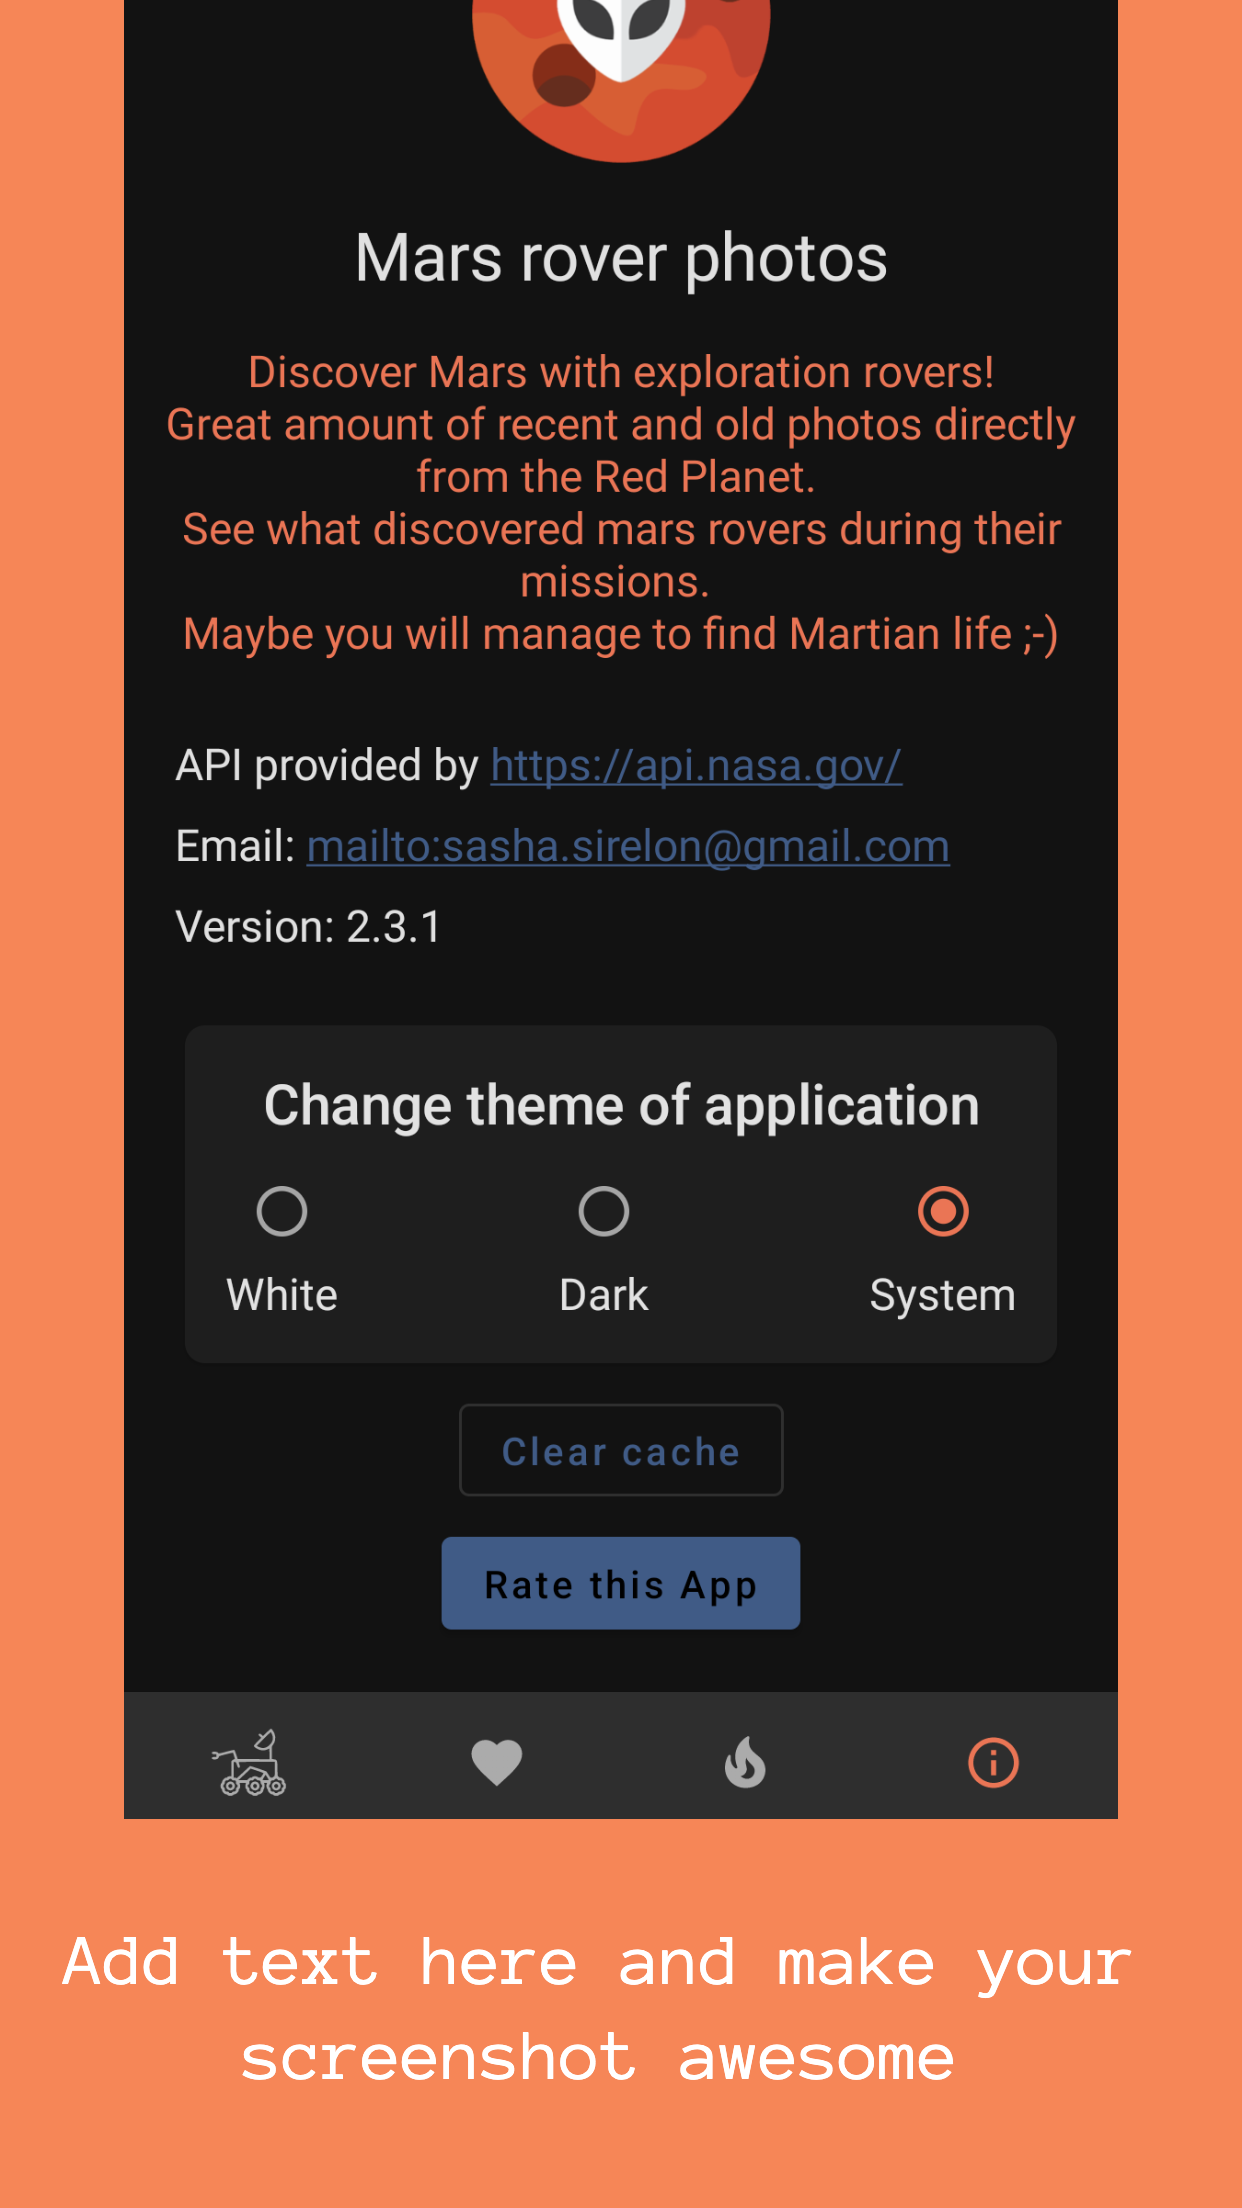 Mars rover photos
Discover Mars with exploration rovers!
Great amount of recent and old photos directly
from the Red Planet.
See what discovered mars rovers during their
missions.
Maybe you will manage to find Martian life ;-)
API provided by https://api.nasa.gov/
Email: mailto:sasha.sirelon@gmail.com
Version: 2.3.1
Change theme of application
White Dark System
Clear cache
Rate this App
Add text here and make your
screenshot awesome